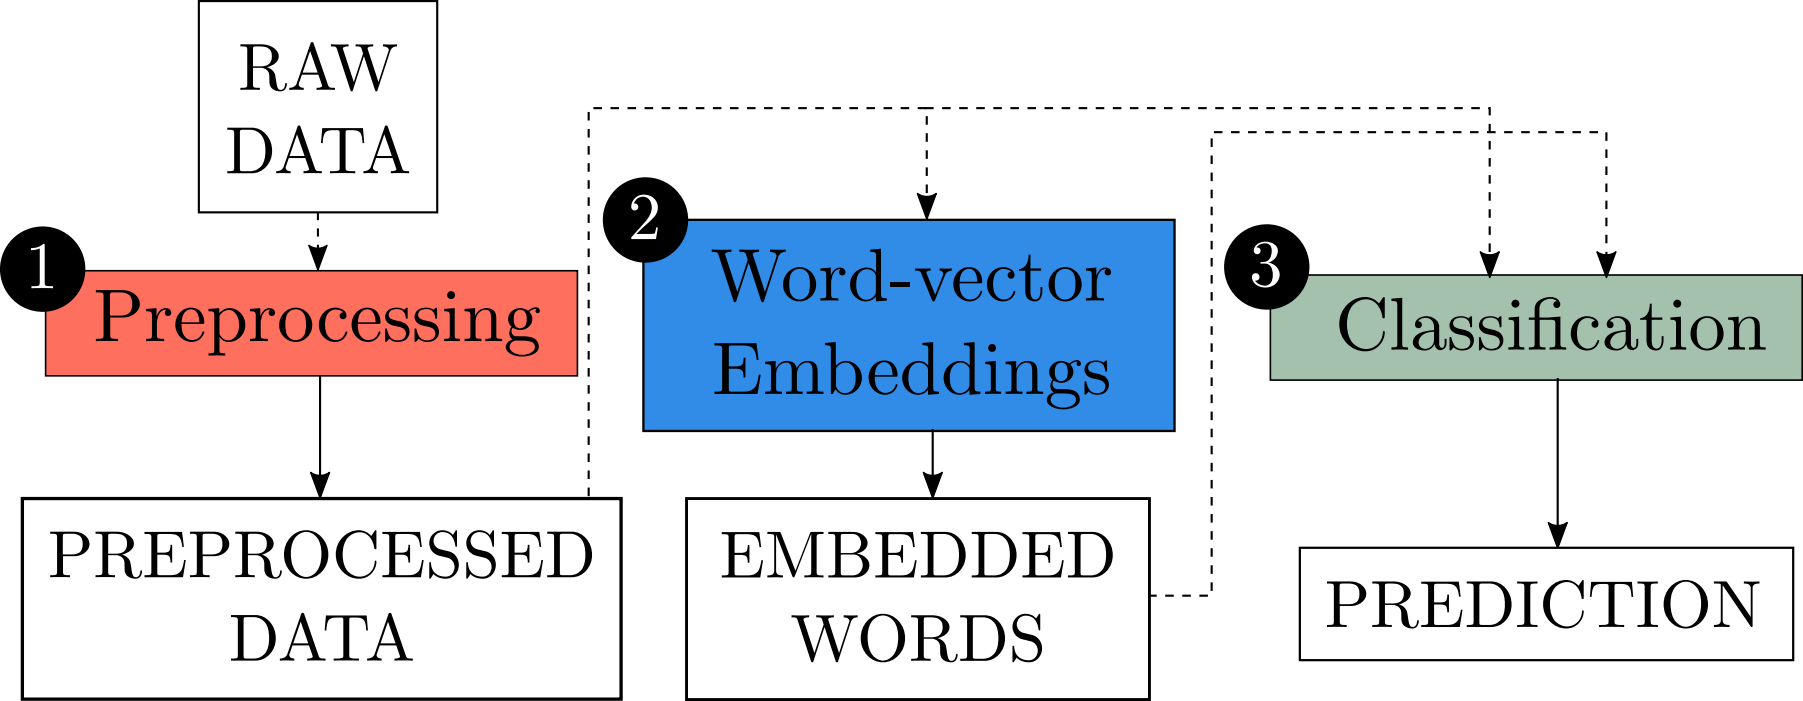 RAW
DATA
1
Preprocessing
PREPROCESSED
DATA
2
Word-vector
Embeddings
EMBEDDED
WORDS
3
Classification
PREDICTION